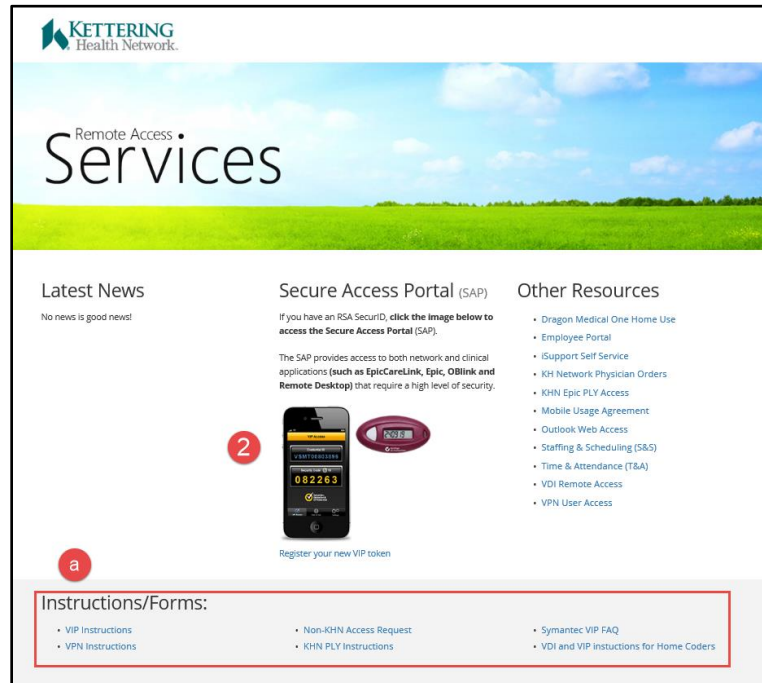 KETTERING
Health Network.
Remote Access
Services
Latest News
No news is good news!
Secure Access Portal (SAP)
If you have an RSA SecurID, click the image below to
access the Secure Access Portal (SAP).
The SAP provides access to both network and clinical
applications (such as EpicCareLink, Epic, OBlink and
Remote Desktop) that require a high level of security.
2
VIP Access
Credential ID
Security Code
082263
Register your new VIP token
Other Resources
• Dragon Medical One Home Use
• Employee Portal
• iSupport Self Service
• KH Network Physician Orders
• KHN Epic PLY Access
• Mobile Usage Agreement
• Outlook Web Access
• Staffing & Scheduling (S&S)
• Time & Attendance (T&A)
• VDI Remote Access
• VPN User Access
a
Instructions/Forms:
• VIP Instructions
• VPN Instructions
• Non-KHN Access Request
• KHN PLY Instructions
• Symantec VIP FAQ
• VDI and VIP instuctions for Home Coders